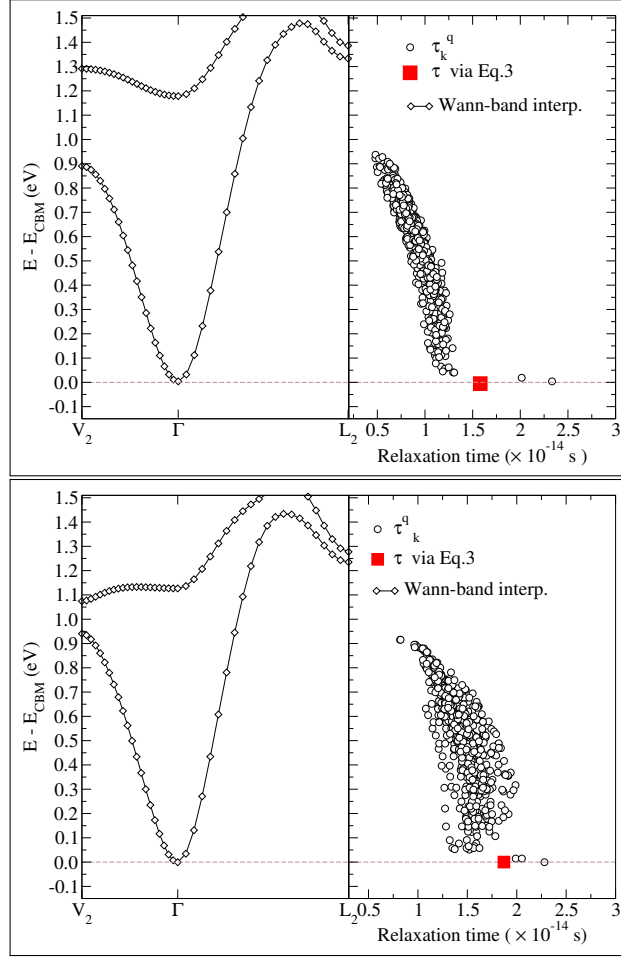 1.5
1.4
1.3
1.2
1.1
1.0
0.9
0.8
0.7
0.6
0.5
0.4
0.3
0.2
0.1
0.0
-0.1
E - E_CBM (eV)
V_2
Γ
L_2
τ_k^q
τ via Eq.3
Wann-band interp.
0.5
1
1.5
2
2.5
3
Relaxation time (× 10^-14 s )
1.5
1.4
1.3
1.2
1.1
1.0
0.9
0.8
0.7
0.6
0.5
0.4
0.3
0.2
0.1
0.0
-0.1
E - E_CBM (eV)
V_2
Γ
L_2
τ^q_k
τ via Eq.3
Wann-band interp.
0.5
1
1.5
2
2.5
3
Relaxation time (× 10^-14 s)